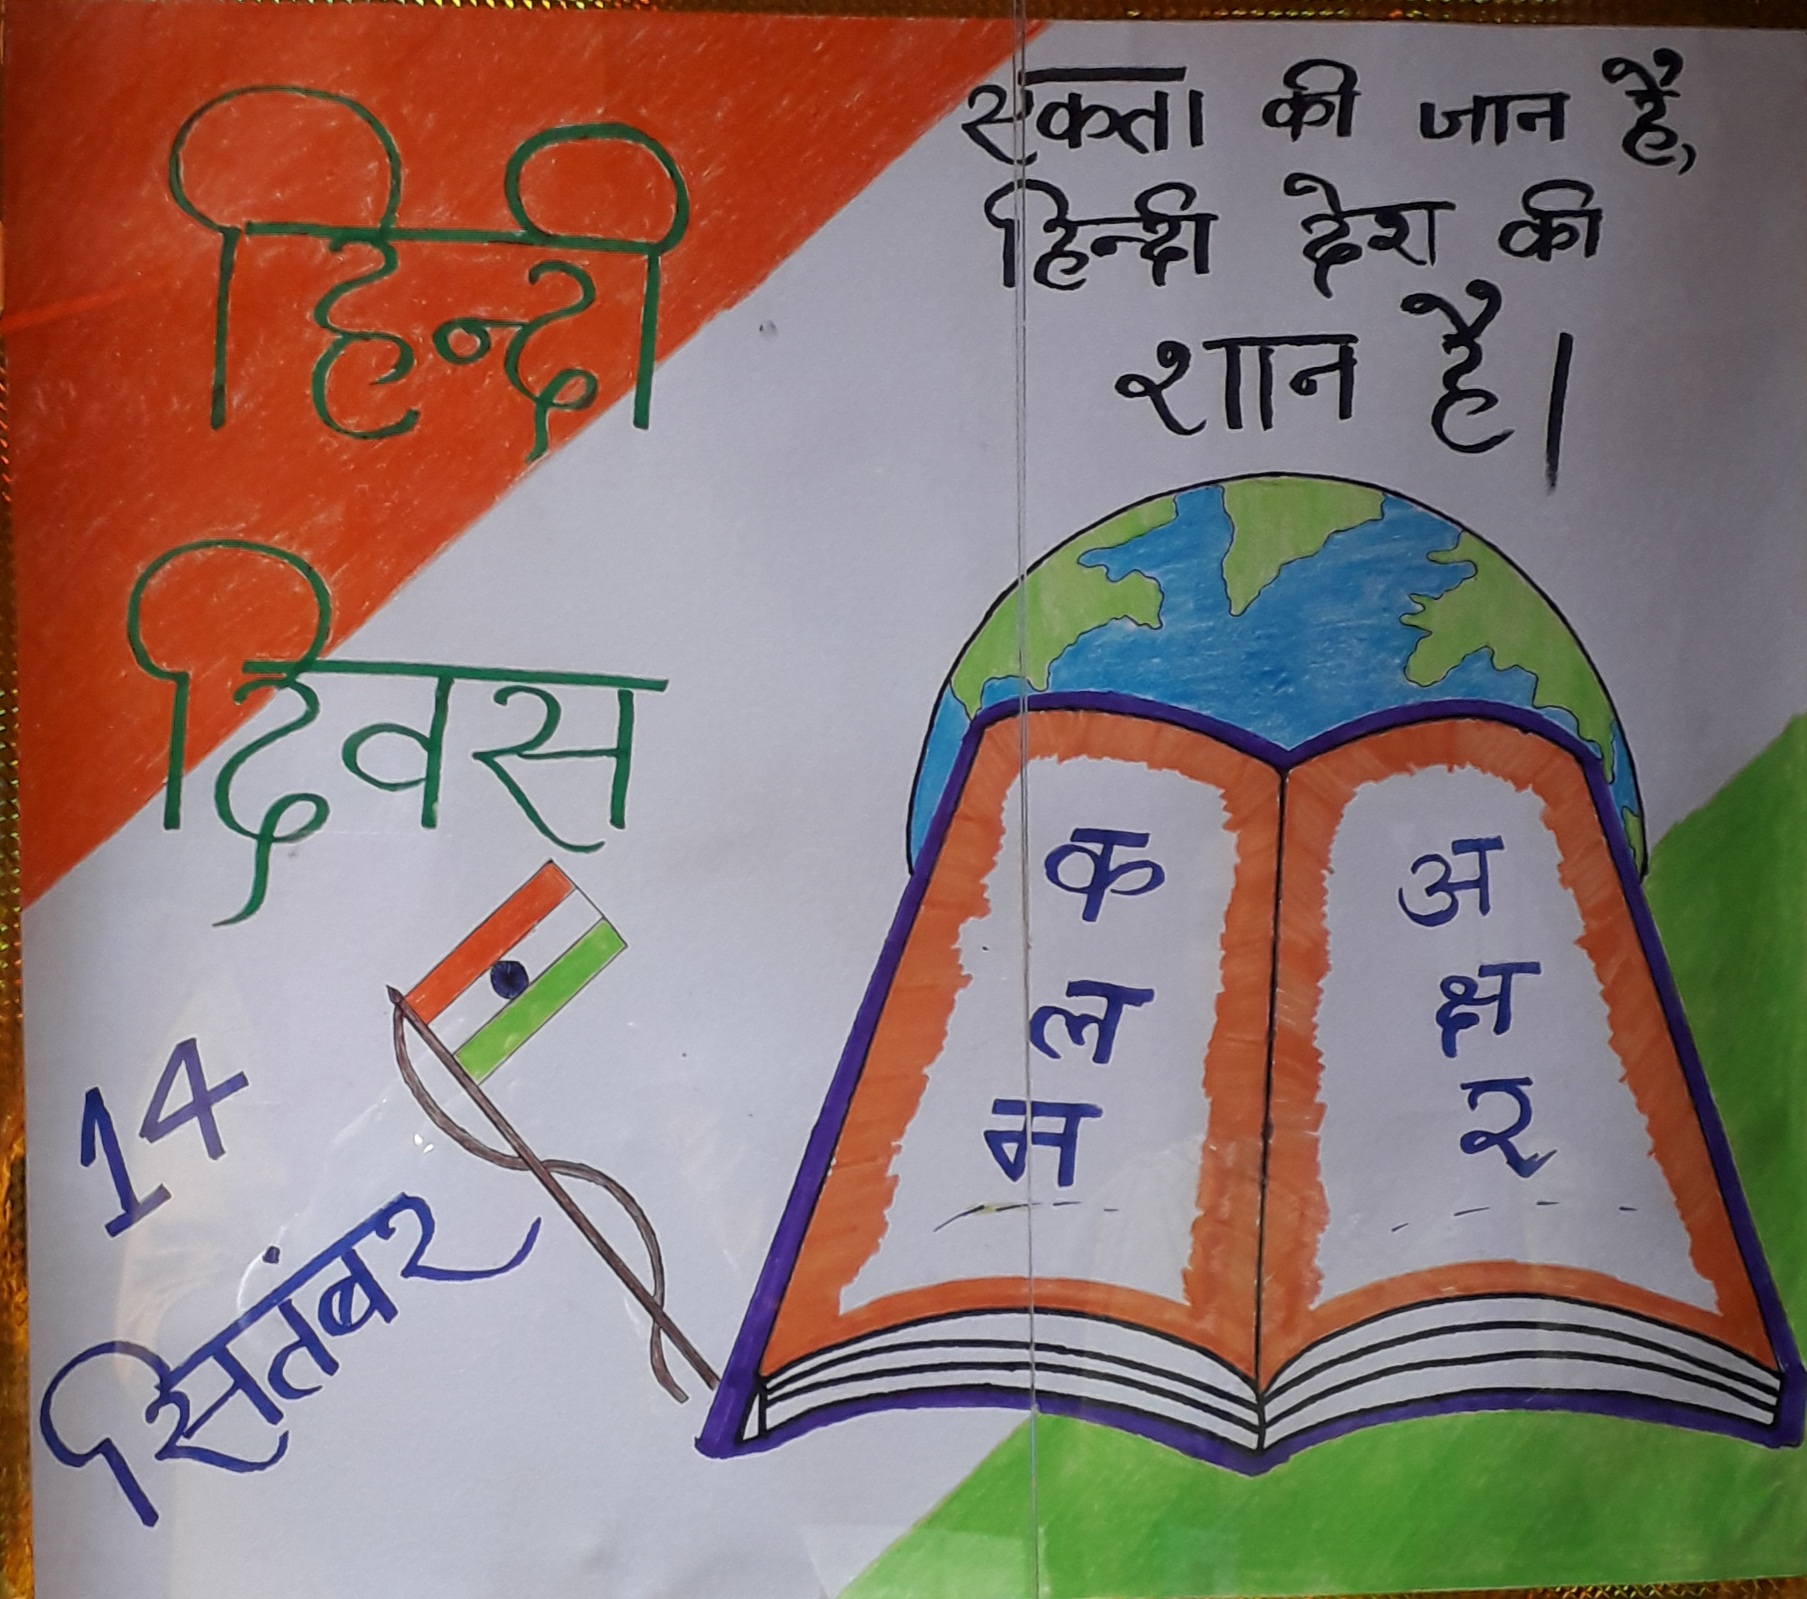 हिन्दी
दिवस
एकता की जान है,
हिन्दी देश की
शान है।
क
ल
म
अ
क्ष
र
14
सितंबर